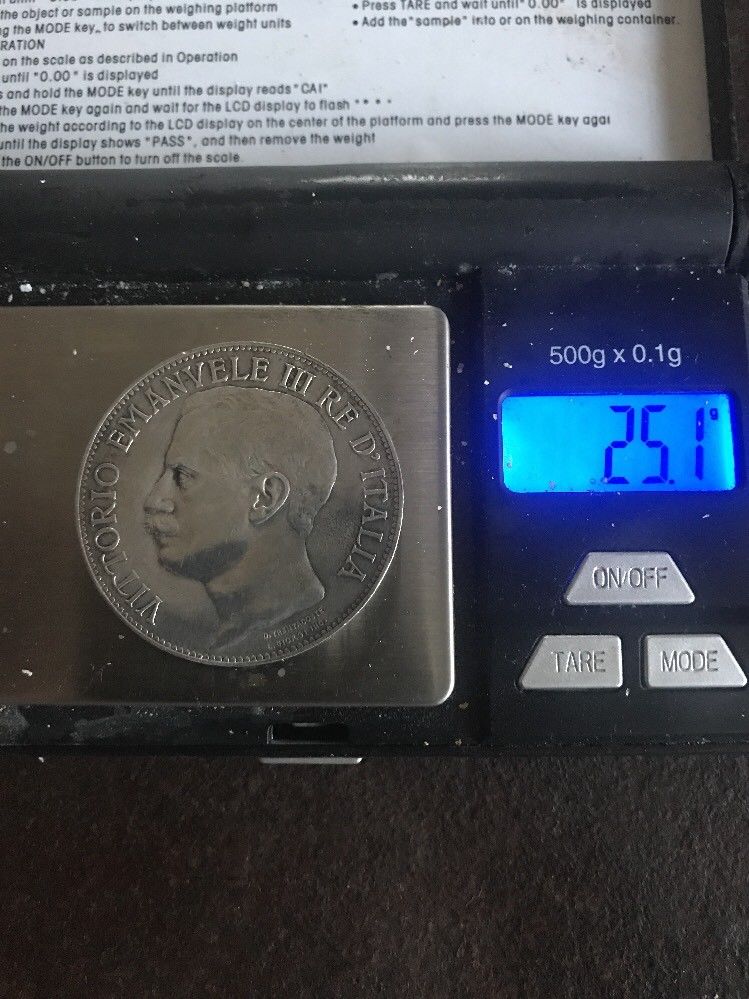 the object or sample on the weighing platform
ng the MODE key, to switch between weight units
RATION
on the scale as described in Operation
until "0.00" is displayed
s and hold the MODE key until the display reads "CAl"
the MODE key again and wait for the LCD display to flash " * * *
he weight according to the LCD display on the center of the platform and press the MODE key agai
until the display shows "PASS", and then remove the weight
the ON/OFF button to turn off the scale.
• Press TARE and wait until "0.00" is displayed
• Add the "sample" into or on the weighing container.
VITTORIO EMANVELE III RE D'ITALIA
500g x 0.1g
25.1g
ON/OFF
TARE
MODE